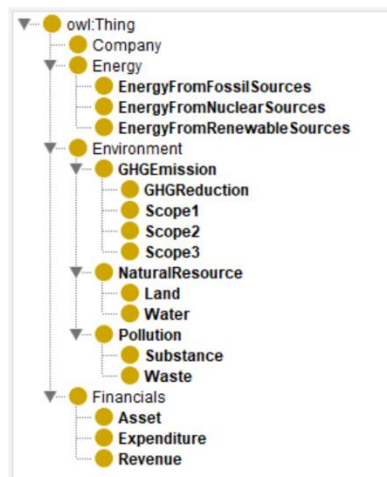 owl:Thing
Company
Energy
EnergyFromFossilSources
EnergyFromNuclearSources
EnergyFromRenewableSources
Environment
GHGEmission
GHGReduction
Scope1
Scope2
Scope3
NaturalResource
Land
Water
Pollution
Substance
Waste
Financials
Asset
Expenditure
Revenue